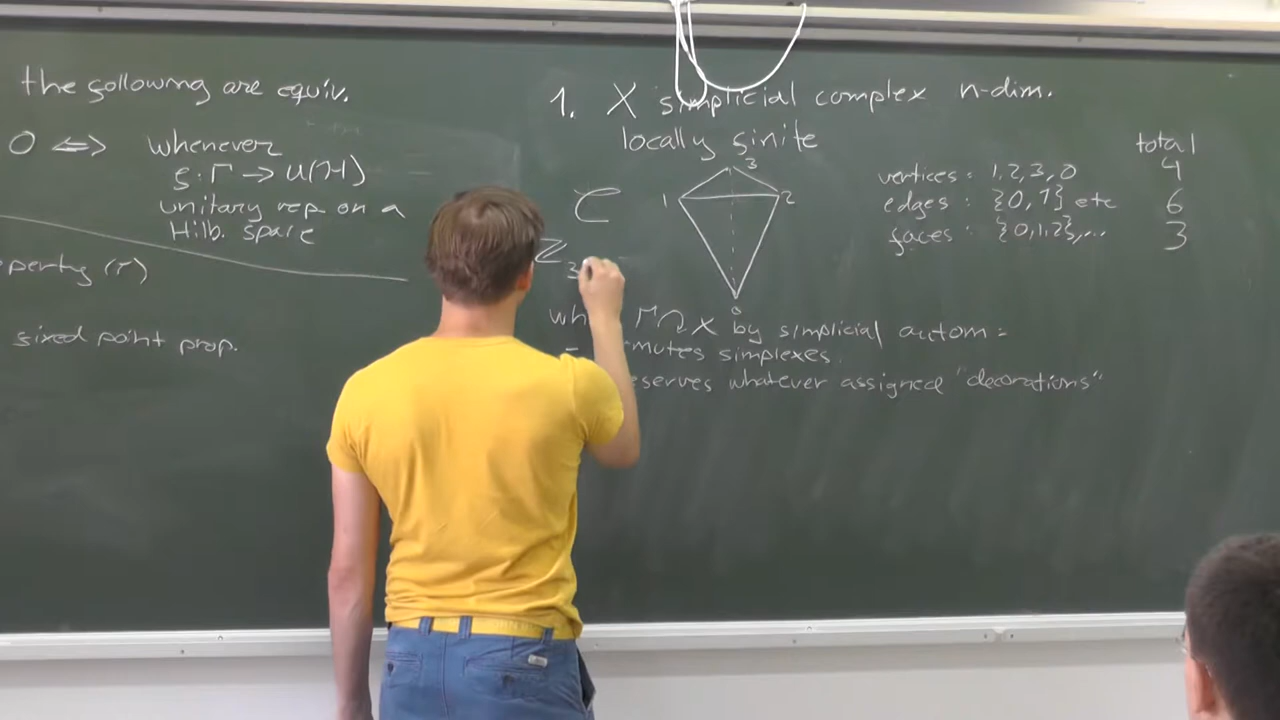 the following are equiv.
0 ⟺ whenever
ρ: Γ → U(H)
unitary rep on a
Hilb. space
perty (T)
fixed point prop.
1. X simplicial complex n-dim.
locally finite
3
1 2
0
ℤ3
vertices: 1, 2, 3, 0
edges: {0, 1} etc
faces: {0,1,2},...
total
4
6
3
Γ↷X by simplicial autom:
- mutes simplexes.
eserves whatever assigned "decorations"